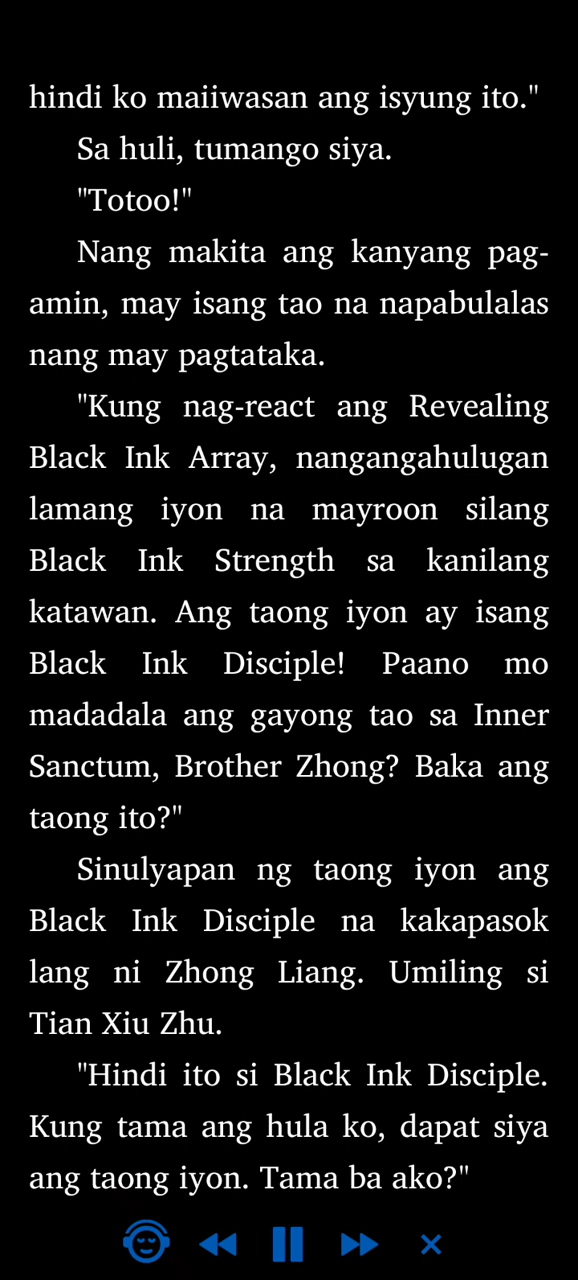 hindi ko maiiwasan ang isyung ito."
Sa huli, tumango siya.
"Totoo!"
Nang makita ang kanyang pag-
amin, may isang tao na napabulalas
nang may pagtataka.
"Kung nag-react ang Revealing
Black Ink Array, nangangahulugan
lamang iyon na mayroon silang
Black Ink Strength sa kanilang
katawan. Ang taong iyon ay isang
Black Ink Disciple! Paano mo
madadala ang gayong tao sa Inner
Sanctum, Brother Zhong? Baka ang
taong ito?"
Sinulyapan ng taong iyon ang
Black Ink Disciple na kakapasok
lang ni Zhong Liang. Umiling si
Tian Xiu Zhu.
"Hindi ito si Black Ink Disciple.
Kung tama ang hula ko, dapat siya
ang taong iyon. Tama ba ako?"